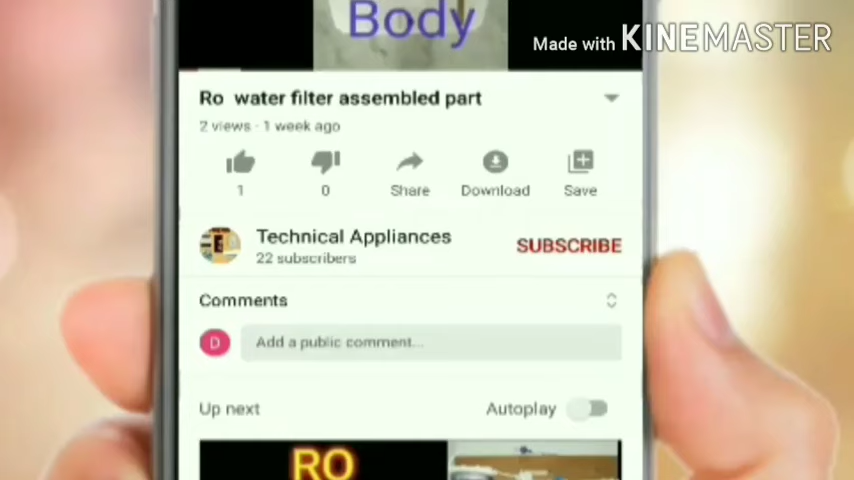 Body
Made with KINEMASTER
Ro water filter assembled part
2 views · 1 week ago
1
0
Share
Download
Save
Technical Appliances
22 subscribers
SUBSCRIBE
Comments
D
Add a public comment...
Up next
Autoplay
RO